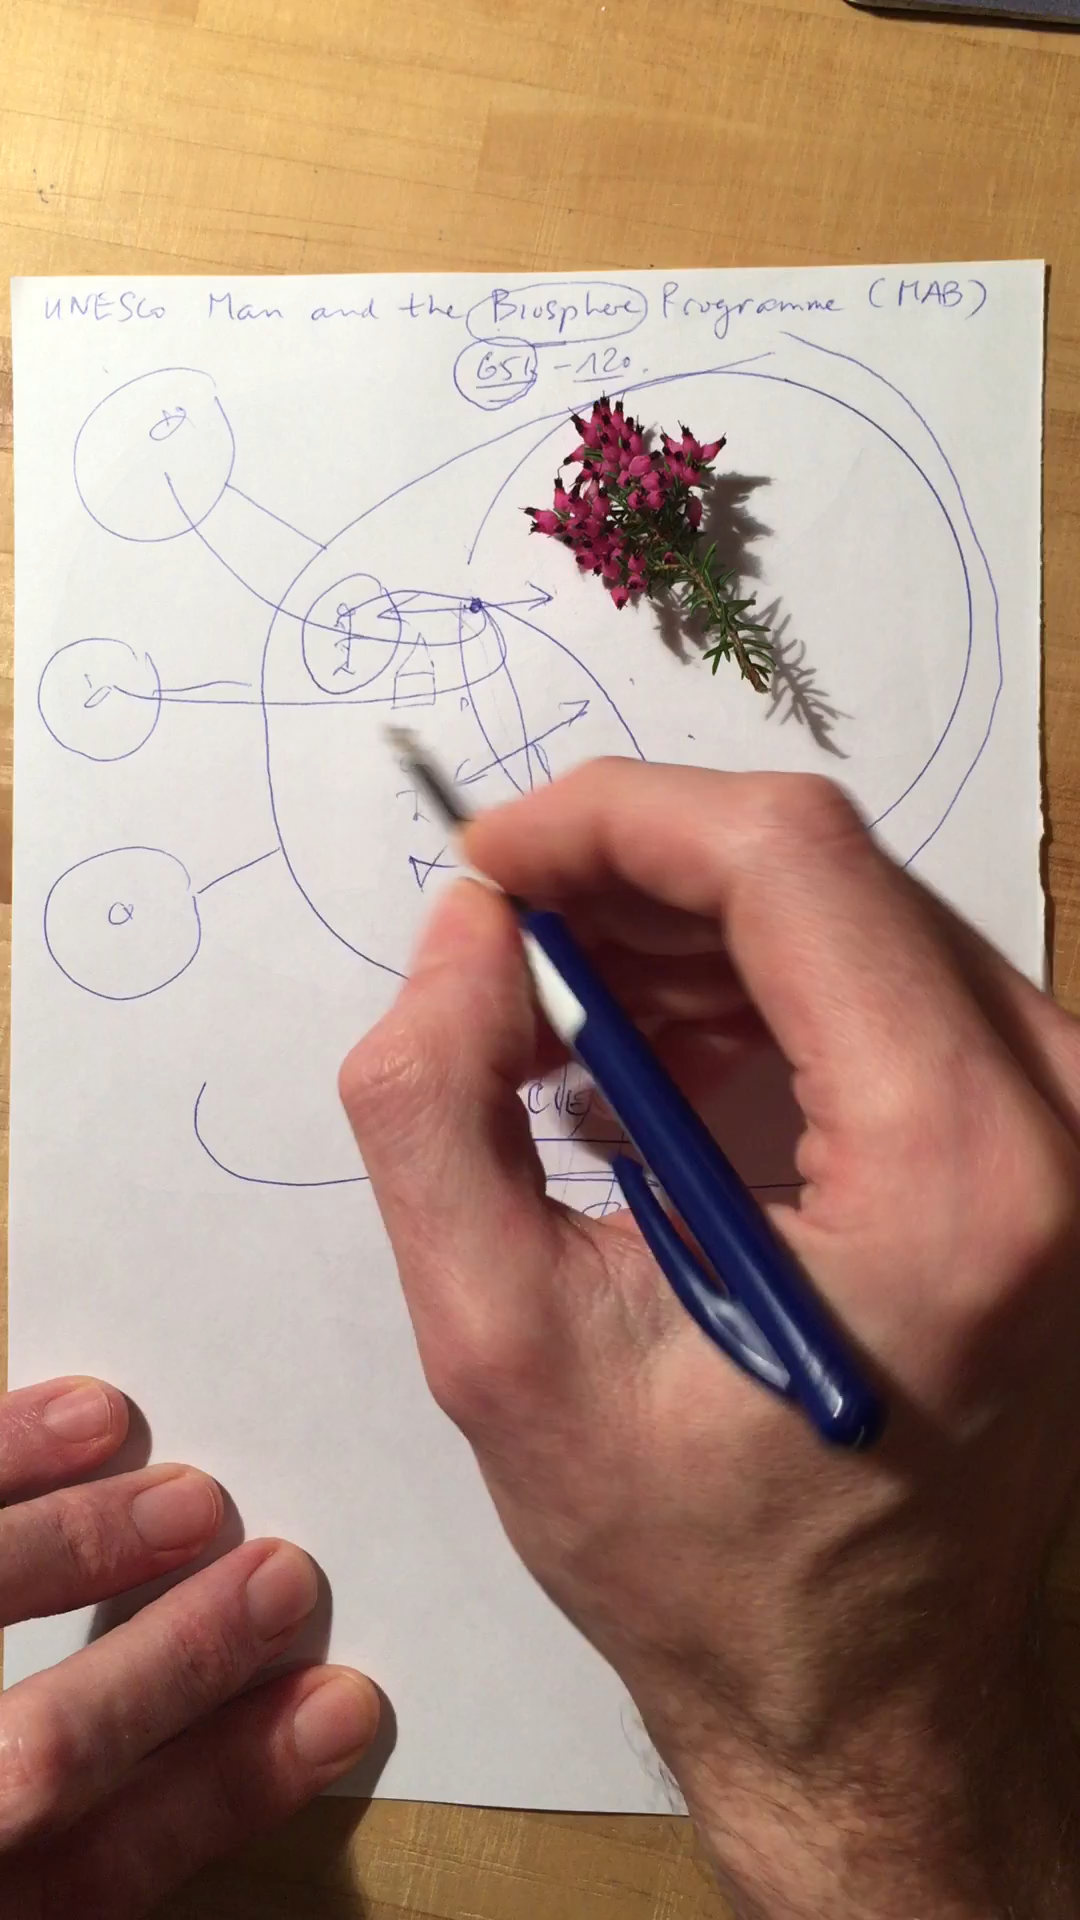 UNESCO Man and the Biosphere Programme (MAB)
651 - 120.